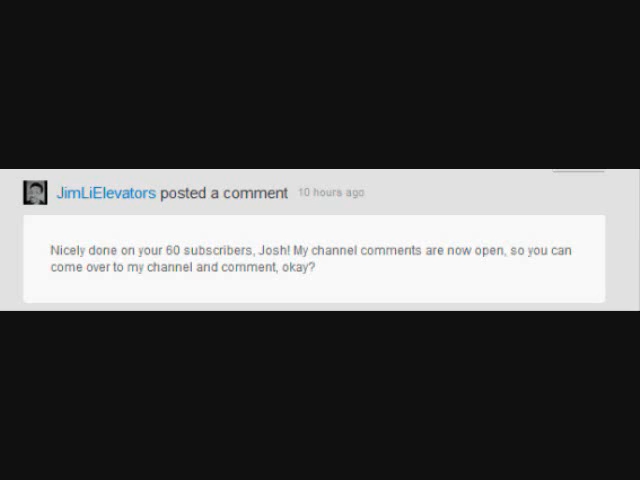 JimLiElevators posted a comment 10 hours ago
Nicely done on your 60 subscribers, Josh! My channel comments are now open, so you can
come over to my channel and comment, okay?